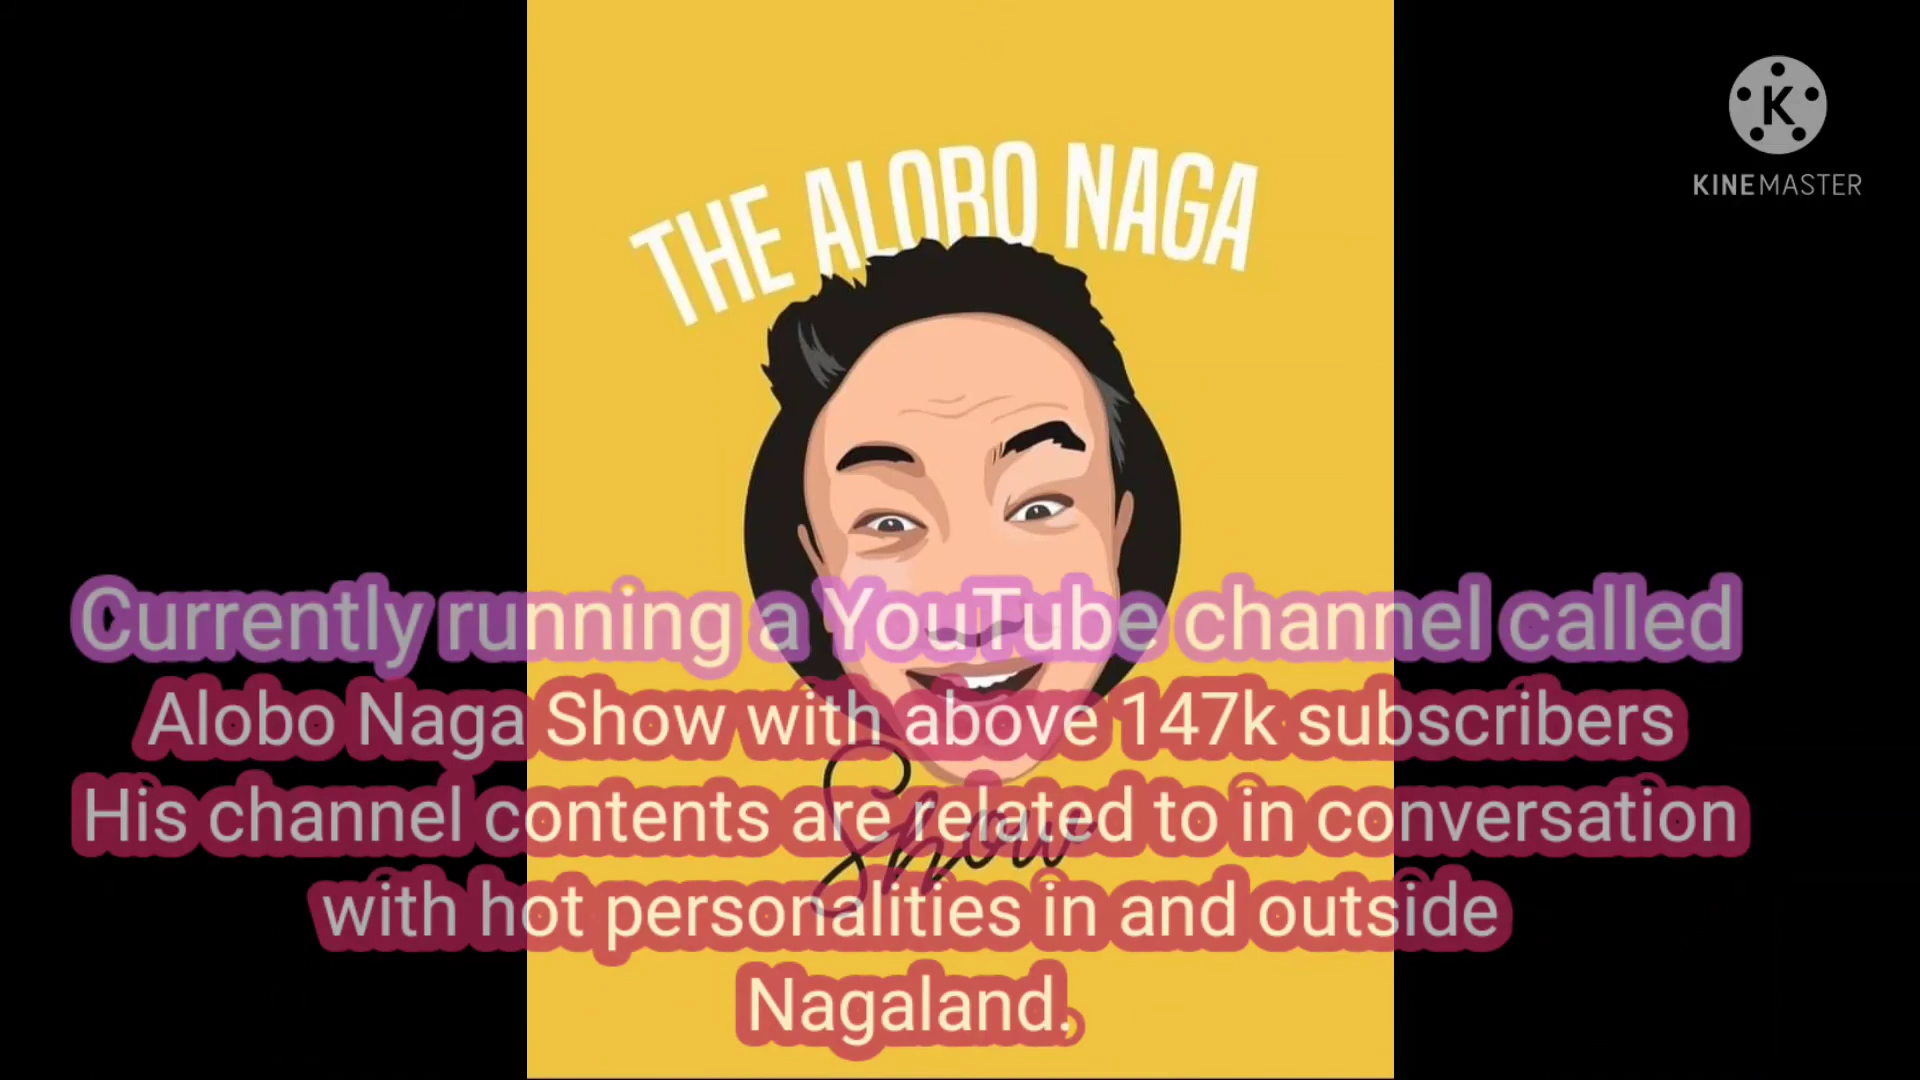 THE ALOBO NAGA
K
KINEMASTER
Currently running a YouTube channel called
Alobo Naga Show with above 147k subscribers
Show
His channel contents are related to in conversation
with hot personalities in and outside
Nagaland.